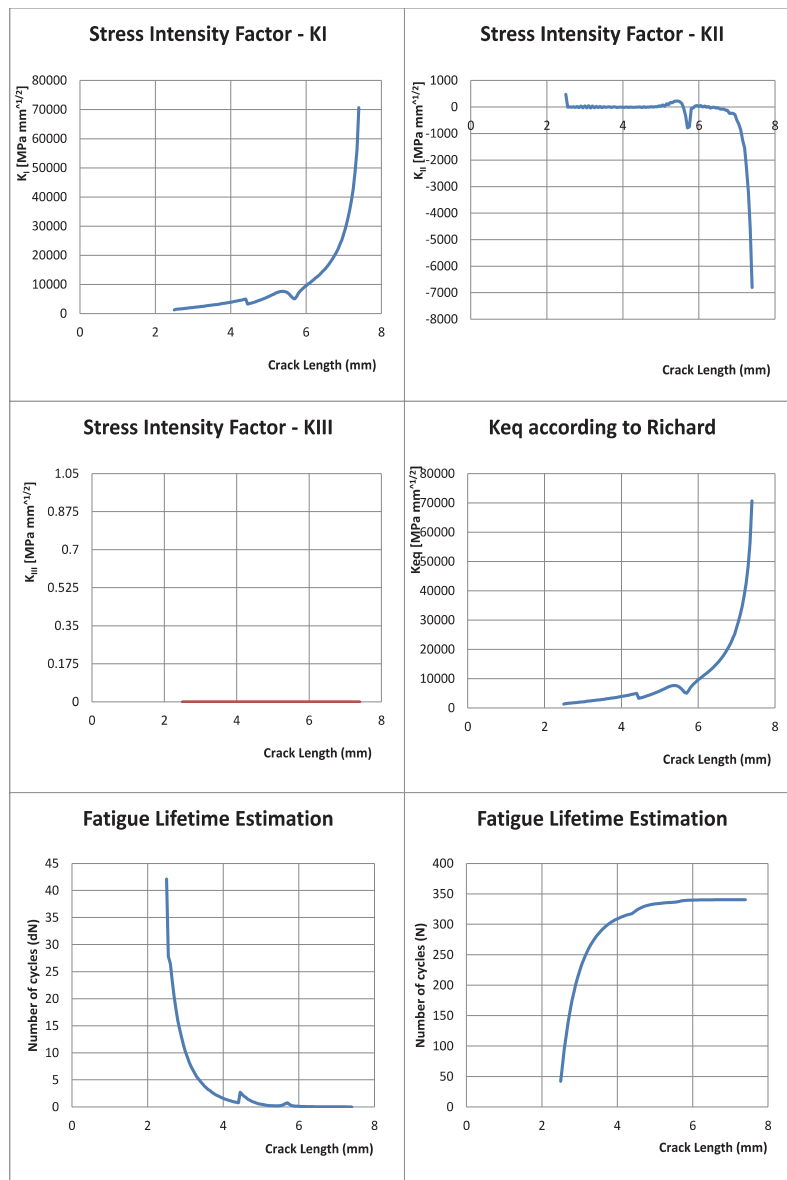 Stress Intensity Factor - KI
K_I [MPa mm^1/2]
80000
70000
60000
50000
40000
30000
20000
10000
0
0 2 4 6 8
Crack Length (mm)
Stress Intensity Factor - KII
K_II [MPa mm^1/2]
1000
0
-1000
-2000
-3000
-4000
-5000
-6000
-7000
-8000
0 2 4 6 8
Crack Length (mm)
Stress Intensity Factor - KIII
K_III [MPa mm^1/2]
1.05
0.875
0.7
0.525
0.35
0.175
0
0 2 4 6 8
Crack Length (mm)
Keq according to Richard
Keq [MPa mm^1/2]
80000
70000
60000
50000
40000
30000
20000
10000
0
0 2 4 6 8
Crack Length (mm)
Fatigue Lifetime Estimation
Number of cycles (dN)
45
40
35
30
25
20
15
10
5
0
0 2 4 6 8
Crack Length (mm)
Fatigue Lifetime Estimation
Number of cycles (N)
400
350
300
250
200
150
100
50
0
0 2 4 6 8
Crack Length (mm)